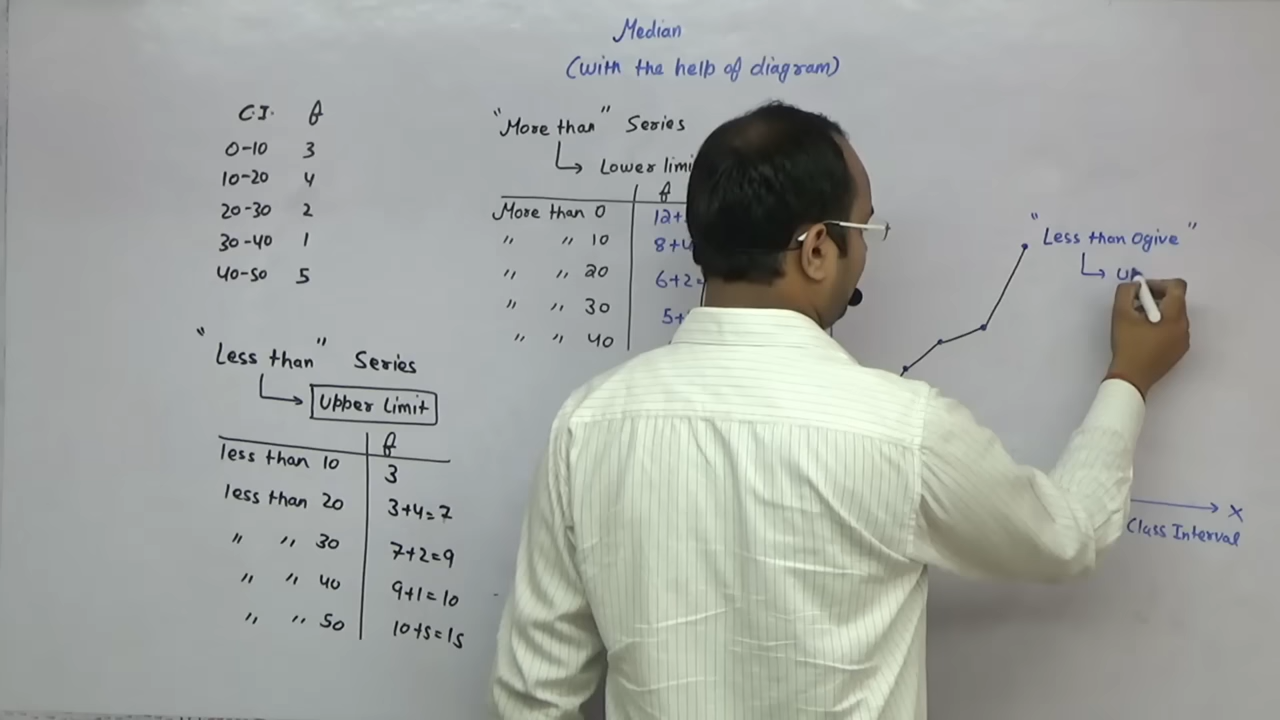 Median
(with the help of diagram)
C.I. f
0-10 3
10-20 4
20-30 2
30-40 1
40-50 5
"Less than" Series
Upper Limit
f
less than 10 3
less than 20 3+4=7
" " 30 7+2=9
" " 40 9+1=10
" " 50 10+5=15
"More than" Series
Lower limi
f
More than 0 12+
" " 10 8+4
" " 20 6+2=
" " 30 5+
" " 40
"Less than Ogive"
UP
X
Class Interval